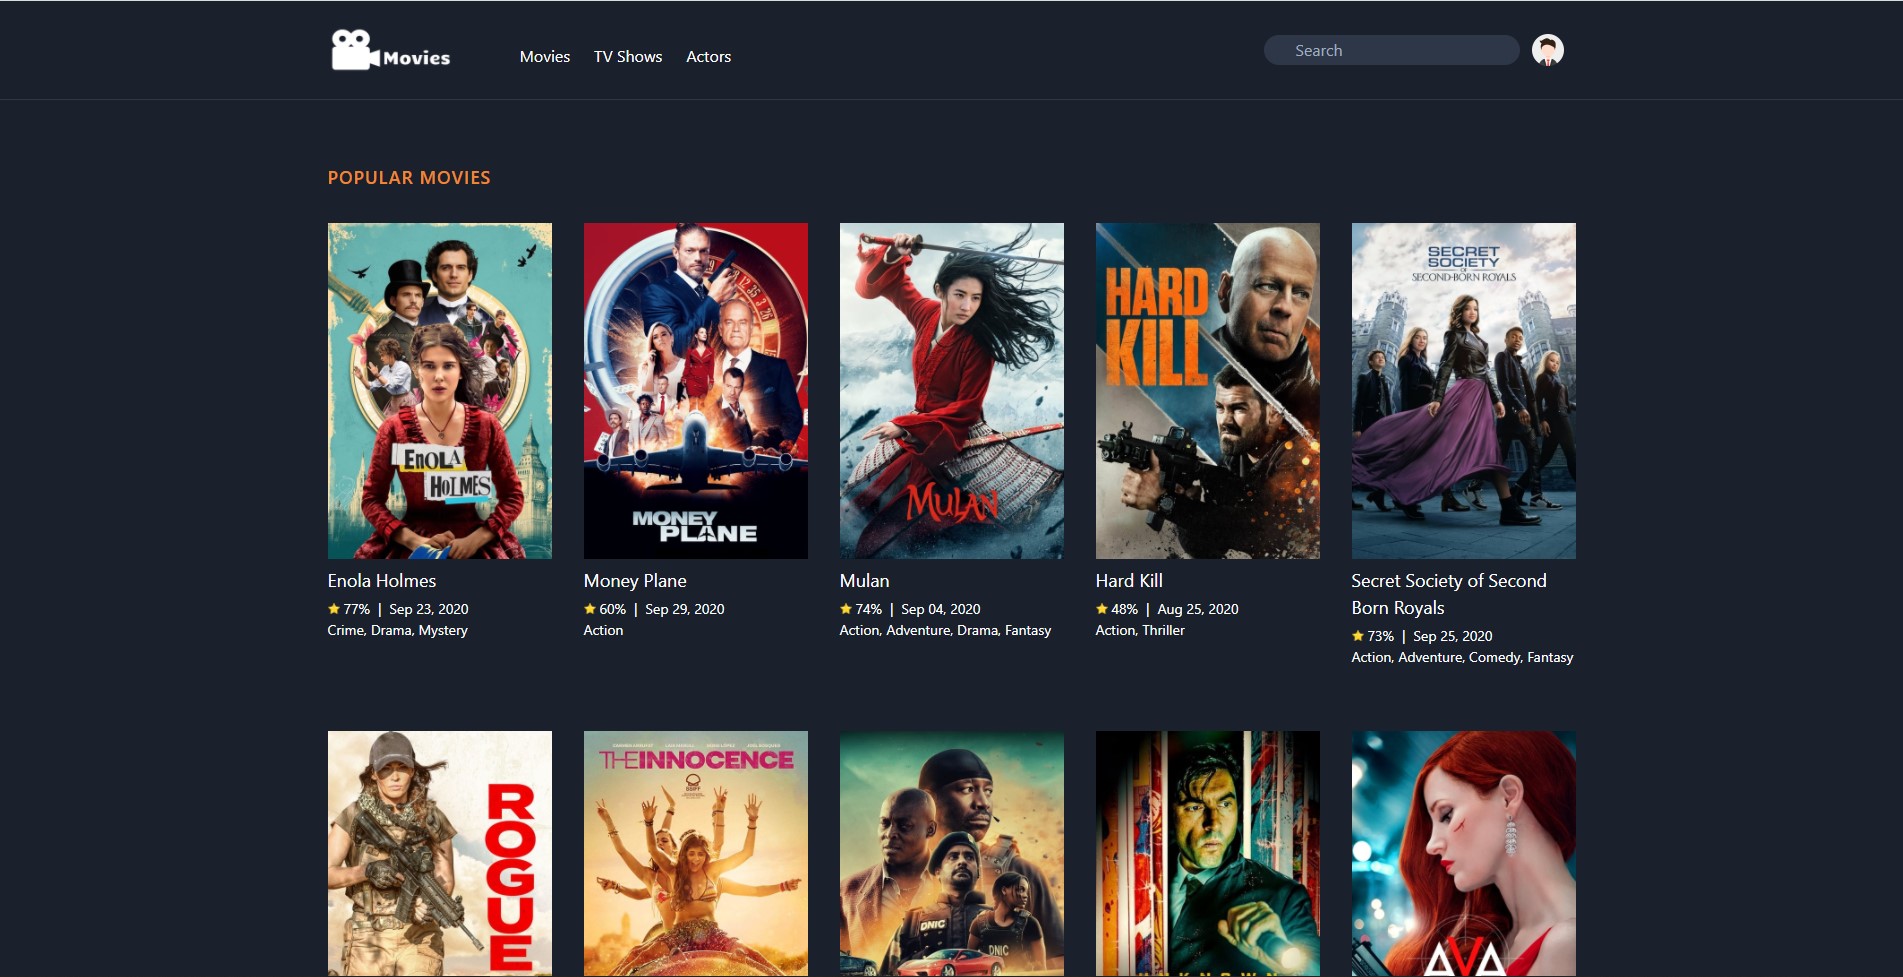 Movies
Movies TV Shows Actors
Search
POPULAR MOVIES
ENOLA
HOLMES
MONEY
PLANE
MULAN
HARD
KILL
SECRET
SOCIETY
OF
SECOND-BORN ROYALS
Enola Holmes
77% | Sep 23, 2020
Crime, Drama, Mystery
Money Plane
60% | Sep 29, 2020
Action
Mulan
74% | Sep 04, 2020
Action, Adventure, Drama, Fantasy
Hard Kill
48% | Aug 25, 2020
Action, Thriller
Secret Society of Second
Born Royals
73% | Sep 25, 2020
Action, Adventure, Comedy, Fantasy
ROGUE
THE INNOCENCE
DNIC
DNIC
AVA